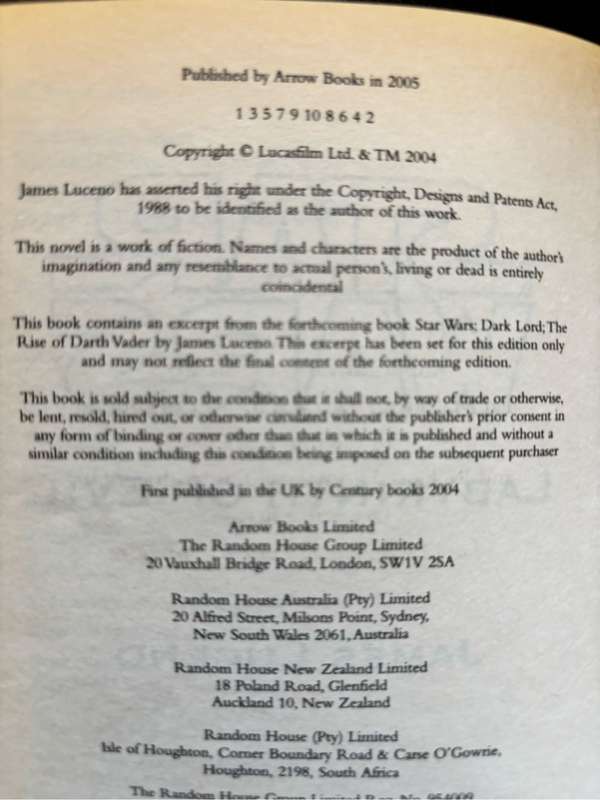 Published by Arrow Books in 2005
1 3 5 7 9 10 8 6 4 2
Copyright © Lucasfilm Ltd. & TM 2004
James Luceno has asserted his right under the Copyright, Designs and Patents Act,
1988 to be identified as the author of this work.
This novel is a work of fiction. Names and characters are the product of the author's
imagination and any resemblance to actual person's, living or dead is entirely
coincidental
This book contains an excerpt from the forthcoming book Star Wars: Dark Lord; The
Rise of Darth Vader by James Luceno. This excerpt has been set for this edition only
and may not reflect the final content of the forthcoming edition.
This book is sold subject to the condition that it shall not, by way of trade or otherwise,
be lent, resold, hired out, or otherwise circulated without the publisher's prior consent in
any form of binding or cover other than that in which it is published and without a
similar condition including this condition being imposed on the subsequent purchaser
First published in the UK by Century books 2004
Arrow Books Limited
The Random House Group Limited
20 Vauxhall Bridge Road, London, SW1V 2SA
Random House Australia (Pty) Limited
20 Alfred Street, Milsons Point, Sydney,
New South Wales 2061, Australia
Random House New Zealand Limited
18 Poland Road, Glenfield
Auckland 10, New Zealand
Random House (Pty) Limited
Isle of Houghton, Corner Boundary Road & Carse O'Gowrie,
Houghton, 2198, South Africa
The Random House Group Limited Reg. No. 954009